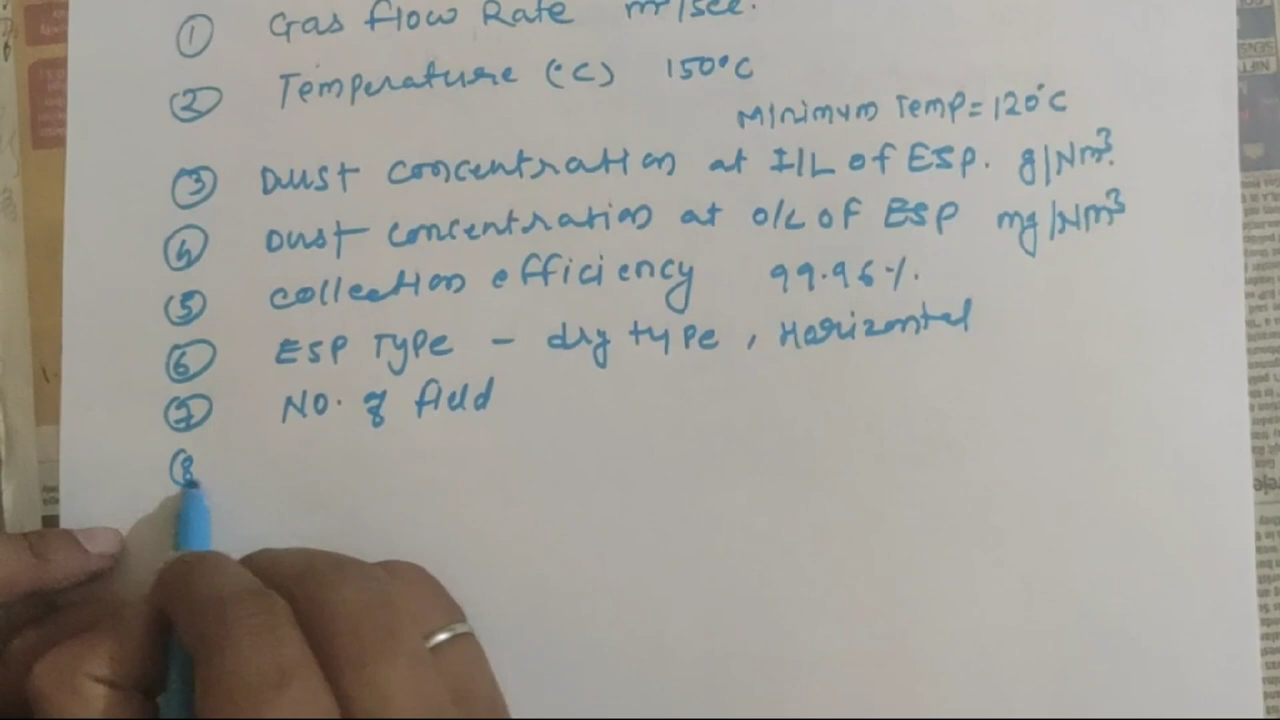 ① Gas flow Rate m³/sec.
② Temperature (°C) 150°C
Minimum Temp = 120°C
③ Dust concentration at I/L of ESP. g/Nm³.
④ Dust concentration at O/L OF ESP mg/Nm³
⑤ collection efficiency 99.96%.
⑥ ESP Type - dry type, Horizontal
⑦ NO. of field
⑧